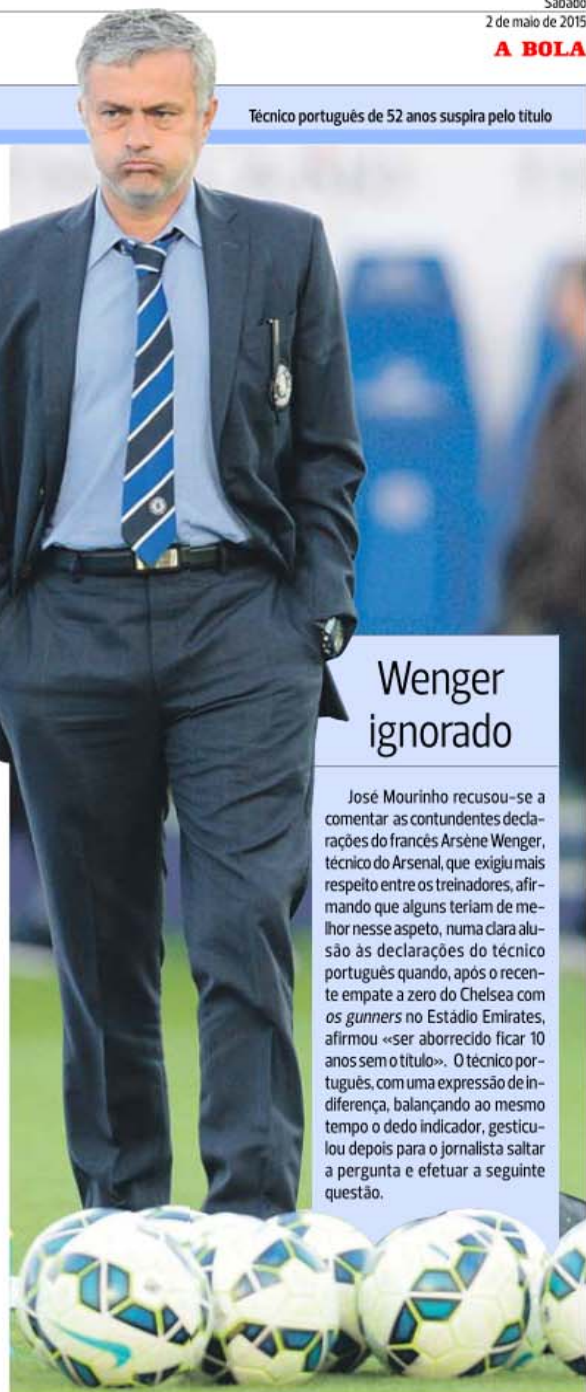 Sábado
2 de maio de 2015
A BOLA
Técnico português de 52 anos suspira pelo título
Wenger
ignorado
José Mourinho recusou-se a
comentar as contundentes decla-
rações do francês Arsène Wenger,
técnico do Arsenal, que exigiu mais
respeito entre os treinadores, afir-
mando que alguns teriam de me-
lhor nesse aspeto, numa clara alu-
são às declarações do técnico
português quando, após o recen-
te empate a zero do Chelsea com
os gunners no Estádio Emirates,
afirmou «ser aborrecido ficar 10
anos sem o título». O técnico por-
tuguês, com uma expressão de in-
diferença, balançando ao mesmo
tempo o dedo indicador, gesticu-
lou depois para o jornalista saltar
a pergunta e efetuar a seguinte
questão.